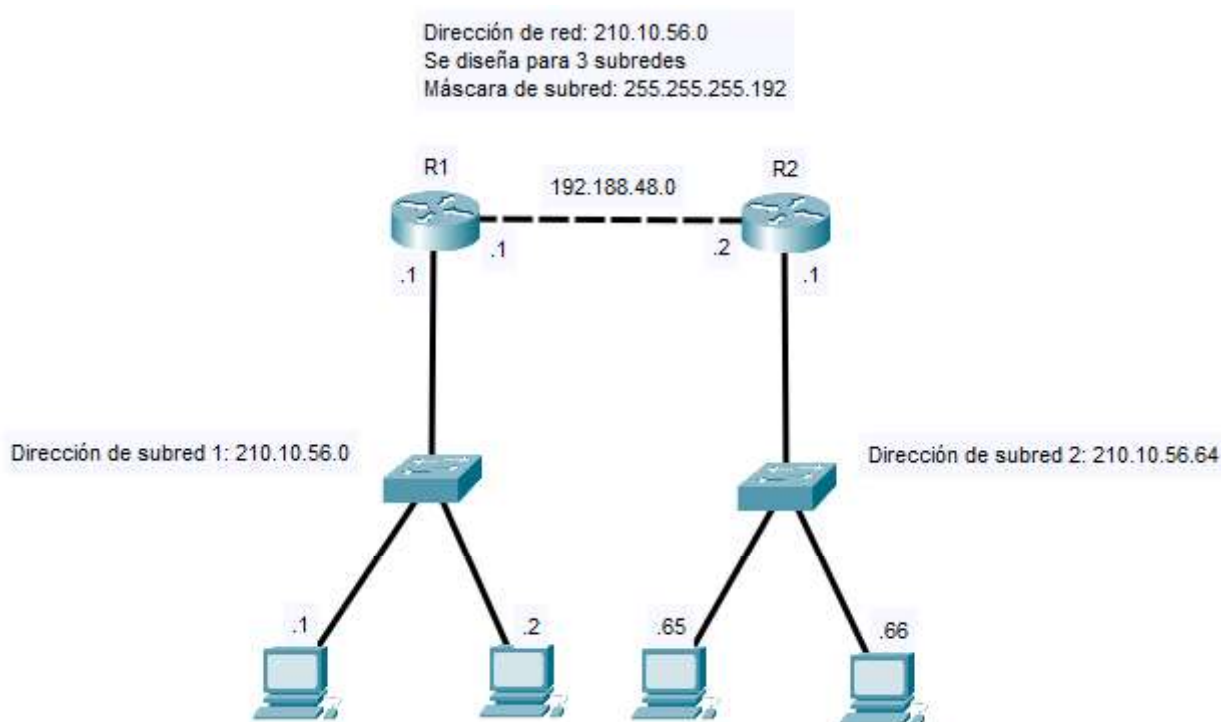 Dirección de red: 210.10.56.0
Se diseña para 3 subredes
Máscara de subred: 255.255.255.192
R1
192.188.48.0
R2
.1
.2
.1
.1
Dirección de subred 1: 210.10.56.0
Dirección de subred 2: 210.10.56.64
.1
.2
.65
.66